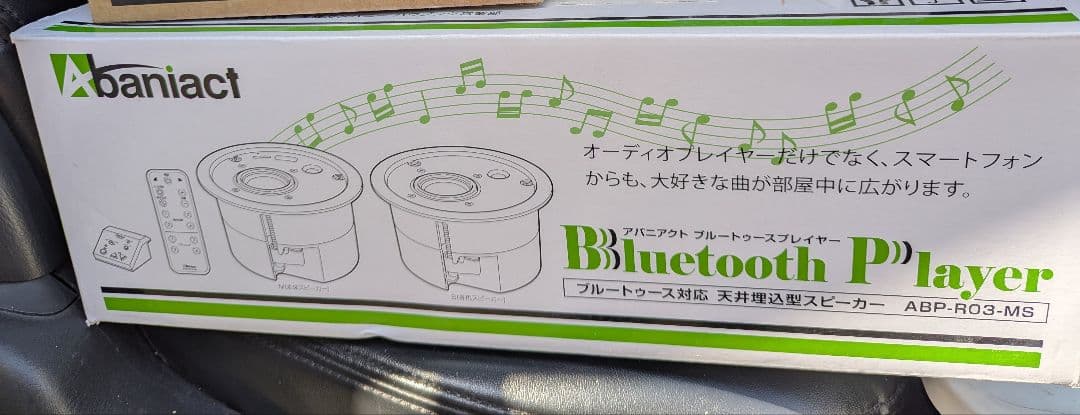 Abaniact
オーディオプレイヤーだけでなく、スマートフォン
からも、大好きな曲が部屋中に広がります。
アバニアクト ブルートゥースプレイヤー
Bluetooth Player
ブルートゥース対応 天井埋込型スピーカー ABP-R03-MS